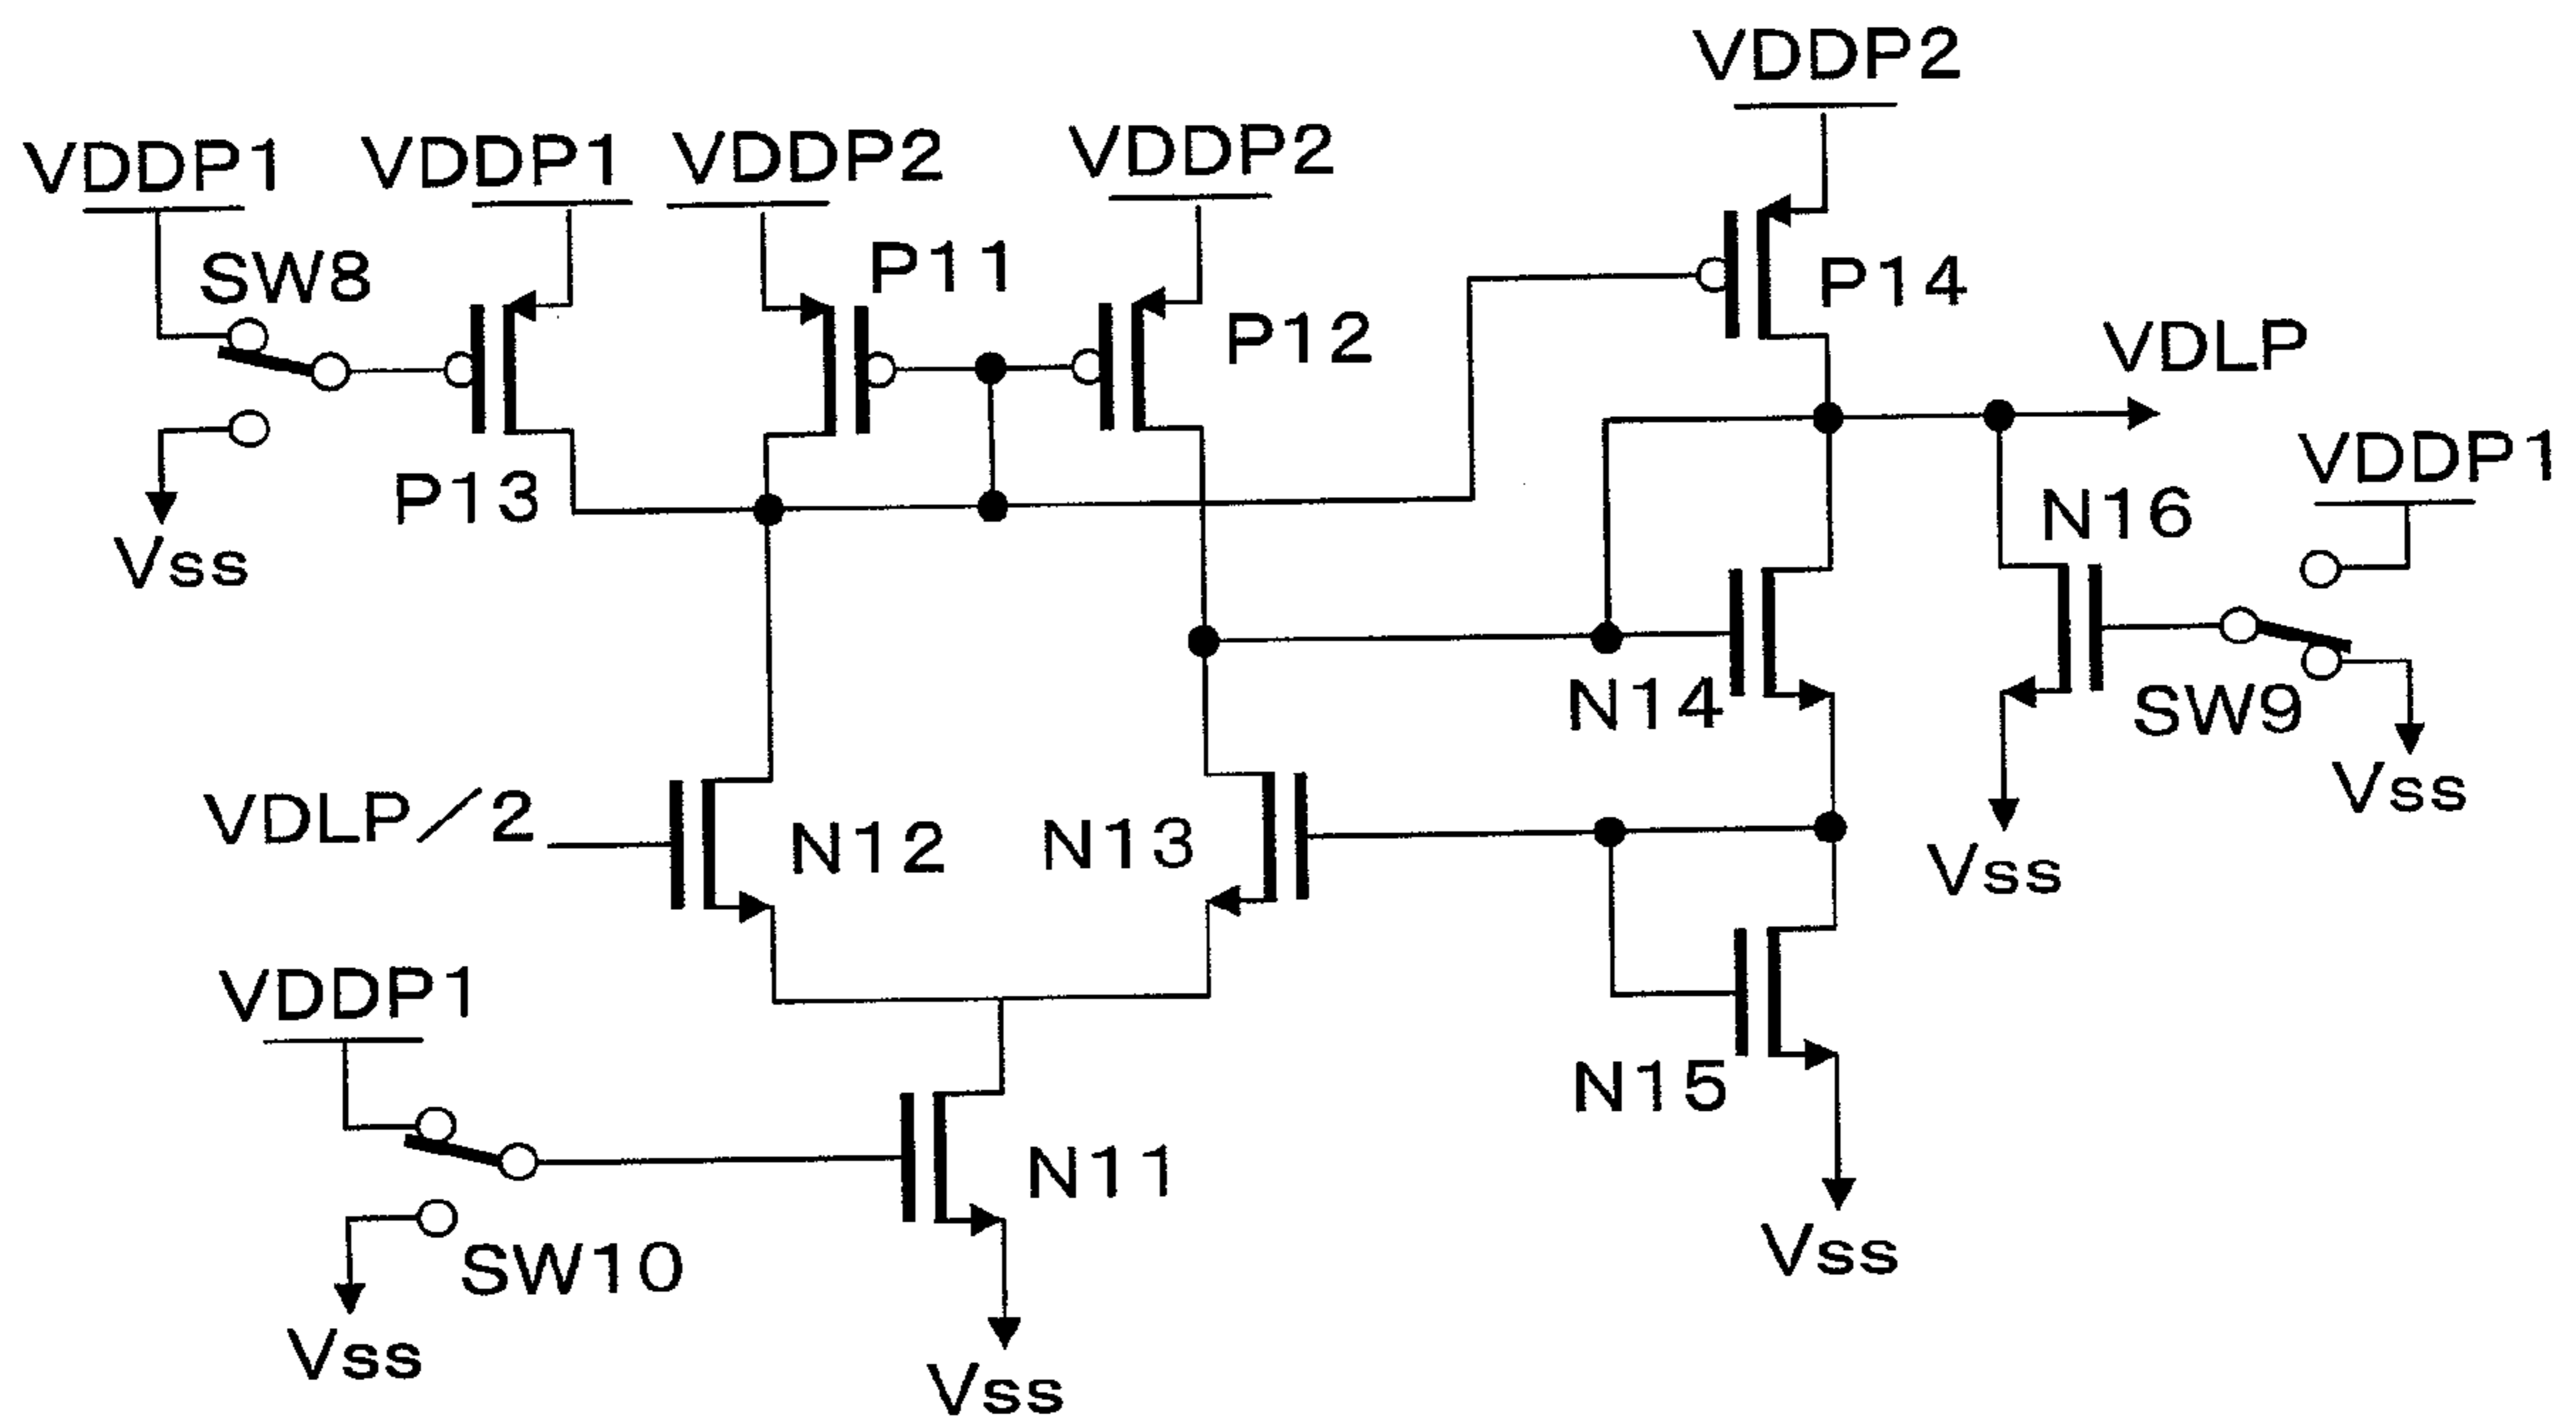 VDDP2
VDDP1
VDDP1
VDDP2
VDDP2
SW8
P11
P12
P14
VDLP
VDDP1
P13
N16
Vss
N14
SW9
Vss
VDLP/2
N12
N13
Vss
VDDP1
N15
N11
SW10
Vss
Vss
Vss